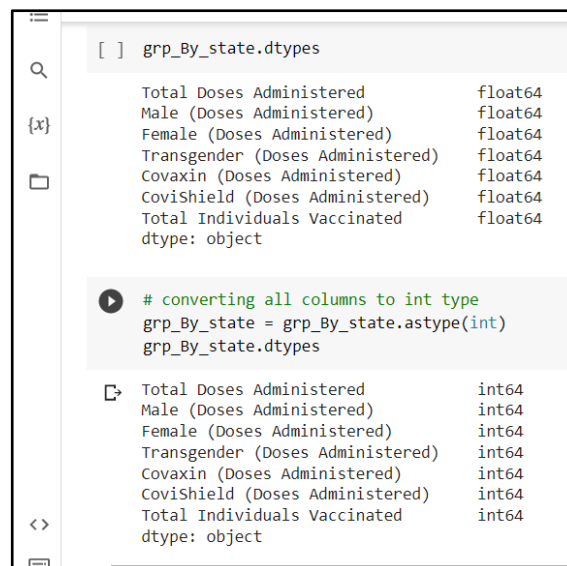 [ ] grp_By_state.dtypes
Total Doses Administered float64
Male (Doses Administered) float64
Female (Doses Administered) float64
Transgender (Doses Administered) float64
Covaxin (Doses Administered) float64
CoviShield (Doses Administered) float64
Total Individuals Vaccinated float64
dtype: object
{x}
# converting all columns to int type
grp_By_state = grp_By_state.astype(int)
grp_By_state.dtypes
Total Doses Administered int64
Male (Doses Administered) int64
Female (Doses Administered) int64
Transgender (Doses Administered) int64
Covaxin (Doses Administered) int64
CoviShield (Doses Administered) int64
Total Individuals Vaccinated int64
dtype: object
<>